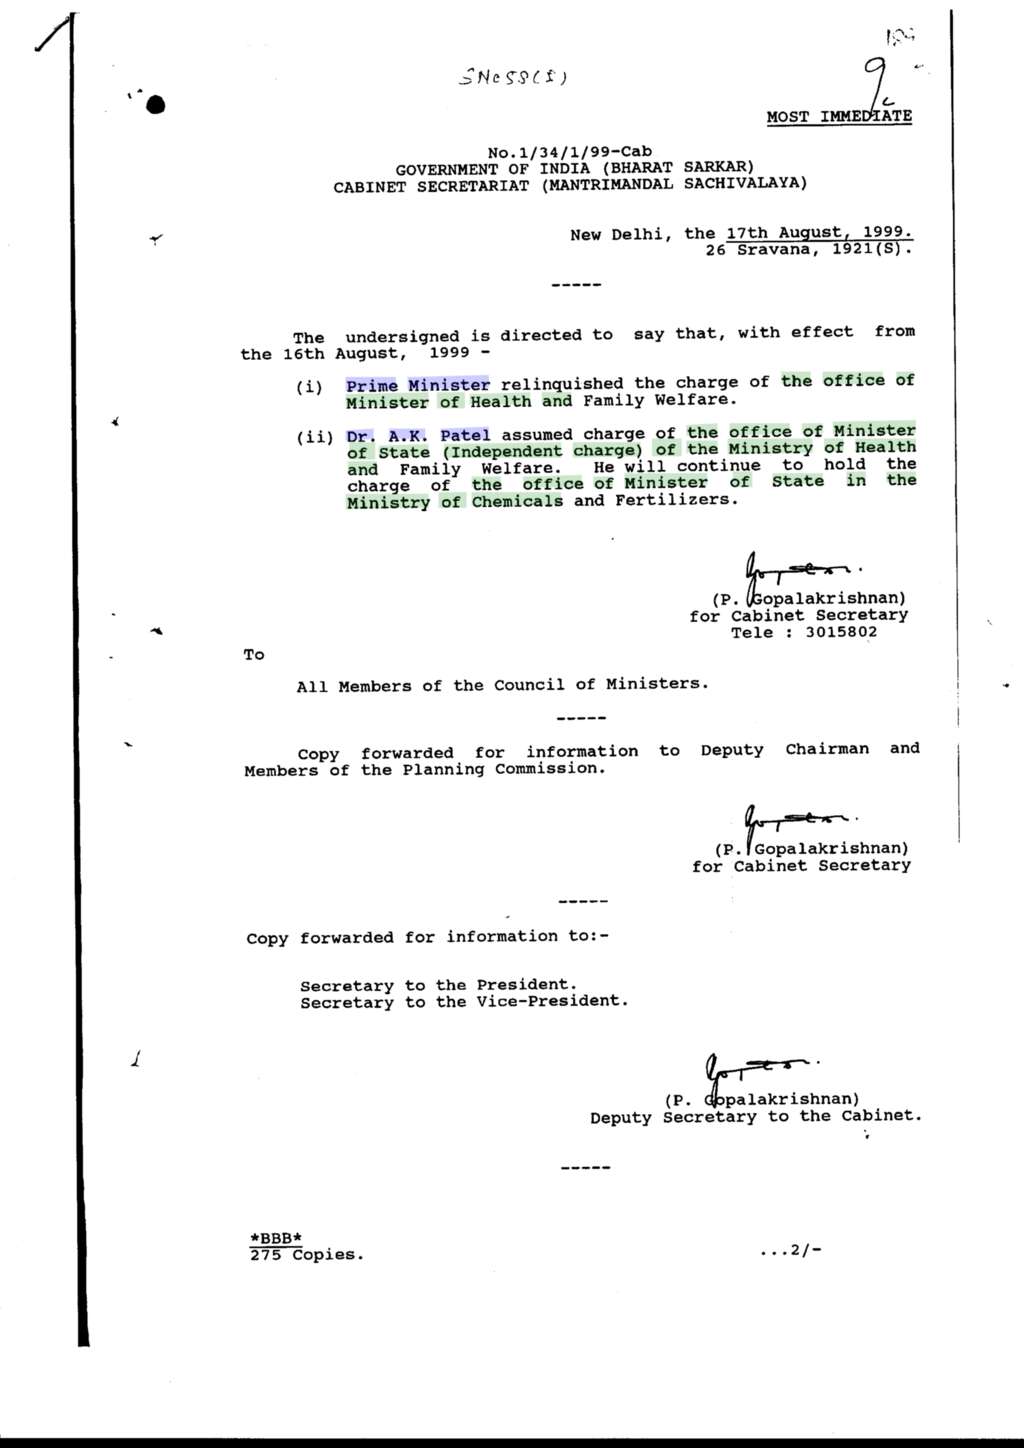 SNo 58(I)
9
MOST IMMEDIATE
No.1/34/1/99-Cab
GOVERNMENT OF INDIA (BHARAT SARKAR)
CABINET SECRETARIAT (MANTRIMANDAL SACHIVALAYA)
New Delhi, the 17th August, 1999.
26 Sravana, 1921(S).
-----
The undersigned is directed to say that, with effect from
the 16th August, 1999 -
(i) Prime Minister relinquished the charge of the office of
Minister of Health and Family Welfare.
(ii) Dr. A.K. Patel assumed charge of the office of Minister
of State (Independent charge) of the Ministry of Health
and Family Welfare. He will continue to hold the
charge of the office of Minister of State in the
Ministry of Chemicals and Fertilizers.
(P. Gopalakrishnan)
for Cabinet Secretary
Tele : 3015802
To
All Members of the Council of Ministers.
-----
Copy forwarded for information to Deputy Chairman and
Members of the Planning Commission.
(P. Gopalakrishnan)
for Cabinet Secretary
-----
Copy forwarded for information to:-
Secretary to the President.
Secretary to the Vice-President.
(P. Gopalakrishnan)
Deputy Secretary to the Cabinet.
-----
*BBB*
275 Copies.
...2/-